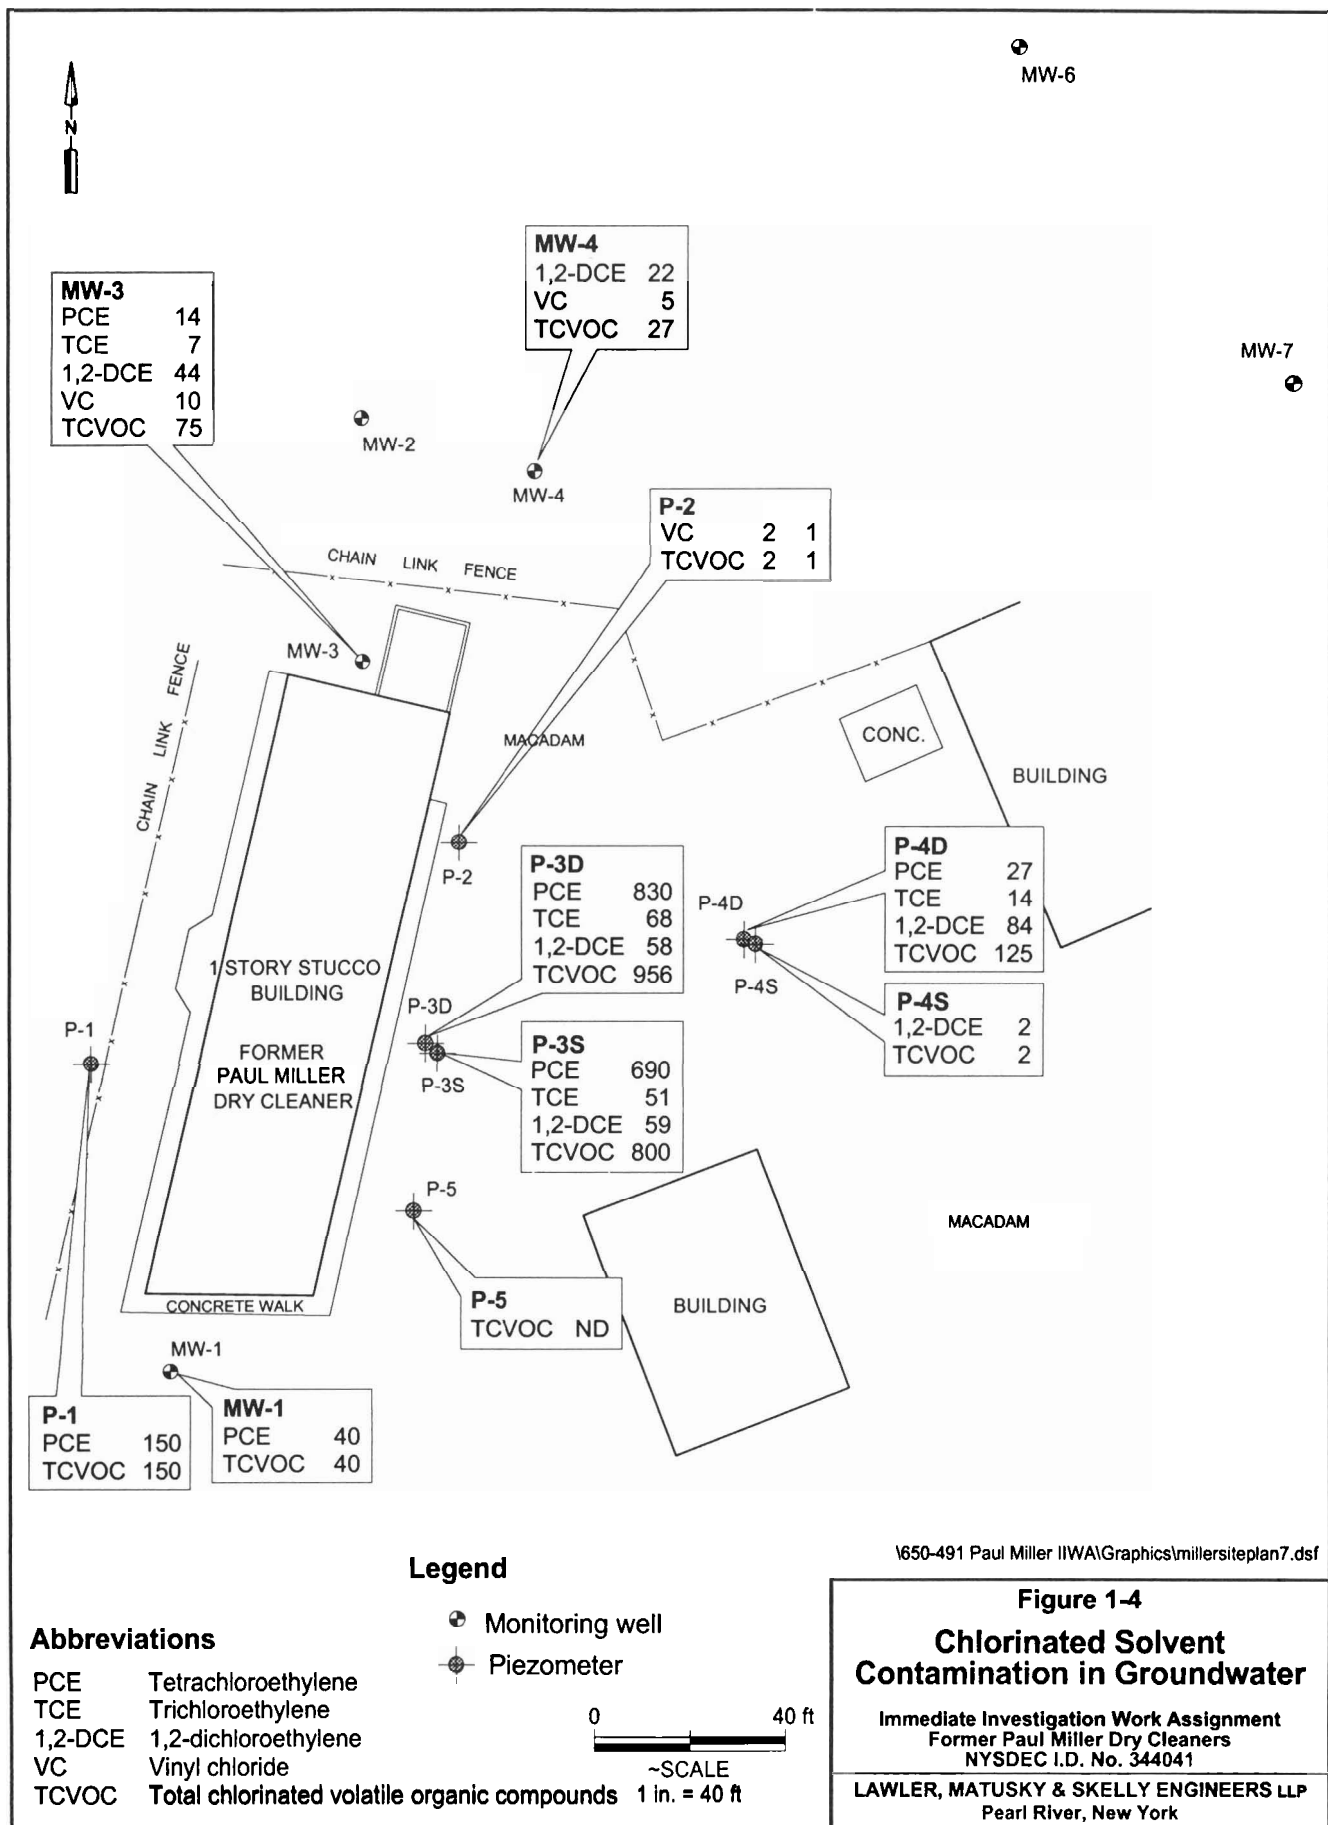 MW-6
N
MW-4
1,2-DCE 22
VC 5
TCVOC 27
MW-3
PCE 14
TCE 7
1,2-DCE 44
VC 10
TCVOC 75
MW-7
MW-2
MW-4
P-2
VC 2 1
TCVOC 2 1
CHAIN LINK FENCE
MW-3
CHAIN LINK FENCE
MACADAM
CONC.
BUILDING
P-2
P-3D
PCE 830
TCE 68
1,2-DCE 58
TCVOC 956
P-4D
P-4D
PCE 27
TCE 14
1,2-DCE 84
TCVOC 125
P-4S
P-4S
1,2-DCE 2
TCVOC 2
1 STORY STUCCO
BUILDING
FORMER
PAUL MILLER
DRY CLEANER
P-3D
P-3S
P-3S
PCE 690
TCE 51
1,2-DCE 59
TCVOC 800
P-1
P-5
MACADAM
P-5
TCVOC ND
BUILDING
CONCRETE WALK
MW-1
P-1
PCE 150
TCVOC 150
MW-1
PCE 40
TCVOC 40
\650-491 Paul Miller IIWA\Graphics\millersiteplan7.dsf
Legend
Monitoring well
Piezometer
Abbreviations
PCE Tetrachloroethylene
TCE Trichloroethylene
1,2-DCE 1,2-dichloroethylene
VC Vinyl chloride
TCVOC Total chlorinated volatile organic compounds
0 40 ft
~SCALE
1 in. = 40 ft
Figure 1-4
Chlorinated Solvent
Contamination in Groundwater
Immediate Investigation Work Assignment
Former Paul Miller Dry Cleaners
NYSDEC I.D. No. 344041
LAWLER, MATUSKY & SKELLY ENGINEERS LLP
Pearl River, New York